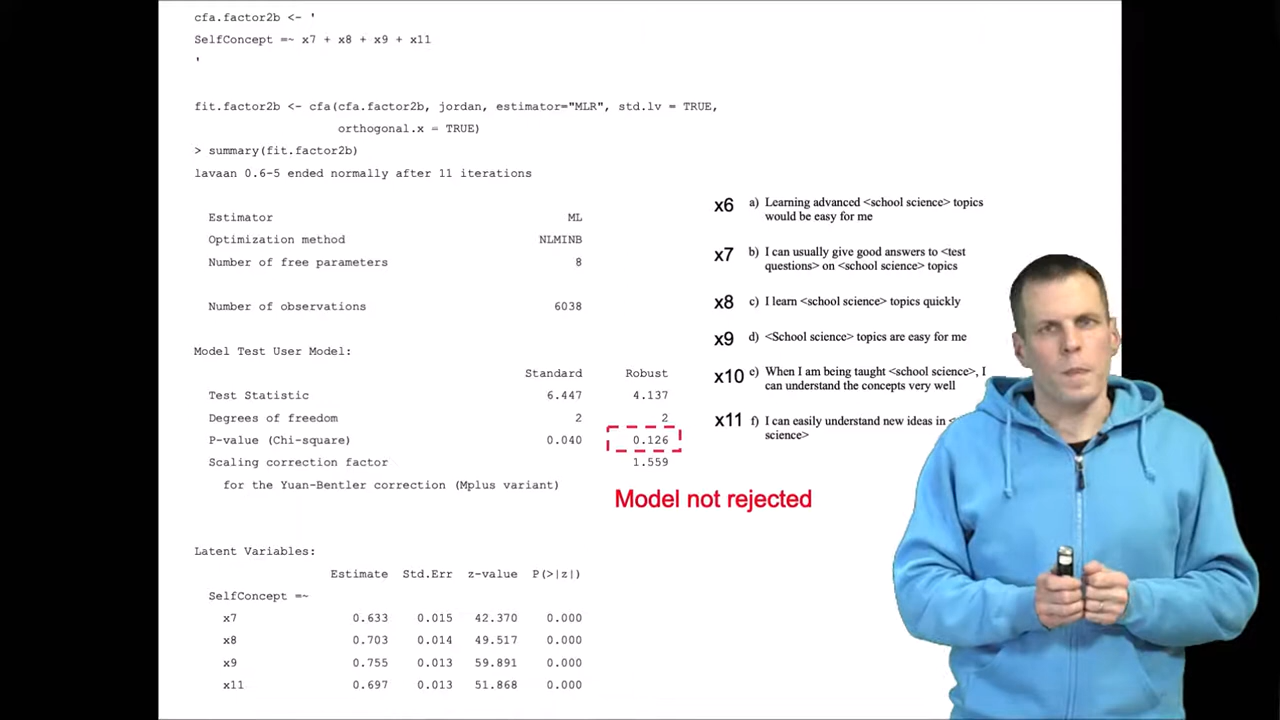 cfa.factor2b <- '
SelfConcept =~ x7 + x8 + x9 + x11
'
fit.factor2b <- cfa(cfa.factor2b, jordan, estimator="MLR", std.lv = TRUE,
orthogonal.x = TRUE)
> summary(fit.factor2b)
lavaan 0.6-5 ended normally after 11 iterations
Estimator ML
Optimization method NLMINB
Number of free parameters 8
Number of observations 6038
Model Test User Model:
Standard Robust
Test Statistic 6.447 4.137
Degrees of freedom 2 2
P-value (Chi-square) 0.040 0.126
Scaling correction factor 1.559
for the Yuan-Bentler correction (Mplus variant)
Latent Variables:
Estimate Std.Err z-value P(>|z|)
SelfConcept =~
x7 0.633 0.015 42.370 0.000
x8 0.703 0.014 49.517 0.000
x9 0.755 0.013 59.891 0.000
x11 0.697 0.013 51.868 0.000
x6 a) Learning advanced <school science> topics
would be easy for me
x7 b) I can usually give good answers to <test
questions> on <school science> topics
x8 c) I learn <school science> topics quickly
x9 d) <School science> topics are easy for me
x10 e) When I am being taught <school science>, I
can understand the concepts very well
x11 f) I can easily understand new ideas in
science>
Model not rejected